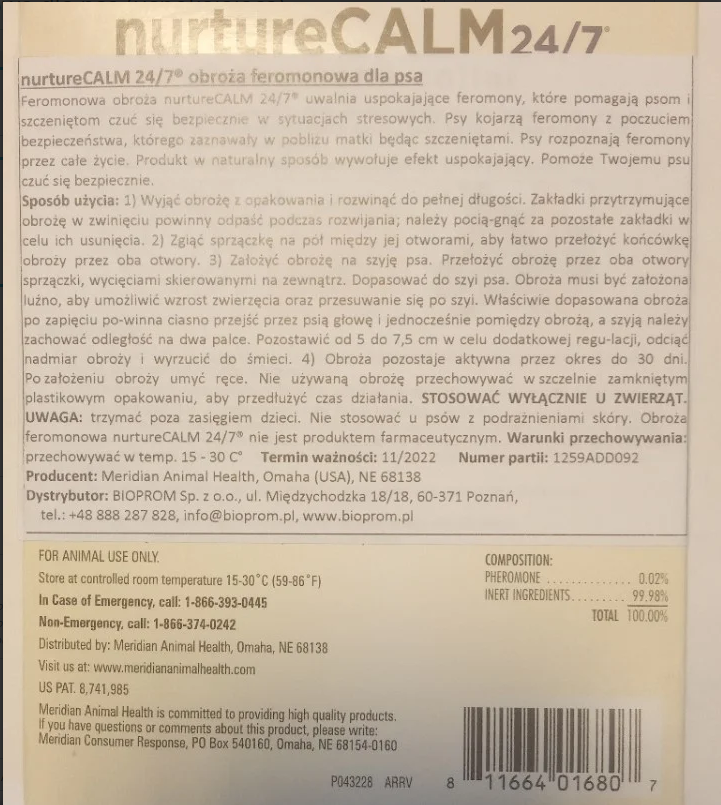 nurtureCALM 24/7®
nurtureCALM 24/7® obroża feromonowa dla psa
Feromonowa obroża nurtureCALM 24/7® uwalnia uspokajające feromony, które pomagają psom i
szczeniętom czuć się bezpiecznie w sytuacjach stresowych. Psy kojarzą feromony z poczuciem
bezpieczeństwa, którego zaznawały w pobliżu matki będąc szczeniętami. Psy rozpoznają feromony
przez całe życie. Produkt w naturalny sposób wywołuje efekt uspokajający. Pomoże Twojemu psu
czuć się bezpiecznie.
Sposób użycia: 1) Wyjąć obrożę z opakowania i rozwinąć do pełnej długości. Zakładki przytrzymujące
obrożę w zwinięciu powinny odpaść podczas rozwijania; należy pocią-gnąć za pozostałe zakładki w
celu ich usunięcia. 2) Zgiąć sprzączkę na pół między jej otworami, aby łatwo przełożyć końcówkę
obroży przez oba otwory. 3) Założyć obrożę na szyję psa. Przełożyć obrożę przez oba otwory
sprzączki, wycięciami skierowanymi na zewnątrz. Dopasować do szyi psa. Obroża musi być założona
luźno, aby umożliwić wzrost zwierzęcia oraz przesuwanie się po szyi. Właściwie dopasowana obroża
po zapięciu po-winna ciasno przejść przez psią głowę i jednocześnie pomiędzy obrożą, a szyją należy
zachować odległość na dwa palce. Pozostawić od 5 do 7,5 cm w celu dodatkowej regu-lacji, odciąć
nadmiar obroży i wyrzucić do śmieci. 4) Obroża pozostaje aktywna przez okres do 30 dni.
Po założeniu obroży umyć ręce. Nie używaną obrożę przechowywać w szczelnie zamkniętym
plastikowym opakowaniu, aby przedłużyć czas działania. STOSOWAĆ WYŁĄCZNIE U ZWIERZĄT.
UWAGA: trzymać poza zasięgiem dzieci. Nie stosować u psów z podrażnieniami skóry. Obroża
feromonowa nurtureCALM 24/7® nie jest produktem farmaceutycznym. Warunki przechowywania:
przechowywać w temp. 15 - 30 C° Termin ważności: 11/2022 Numer partii: 1259ADD092
Producent: Meridian Animal Health, Omaha (USA), NE 68138
Dystrybutor: BIOPROM Sp. z o.o., ul. Międzychodzka 18/18, 60-371 Poznań,
tel.: +48 888 287 828, info@bioprom.pl, www.bioprom.pl
FOR ANIMAL USE ONLY.
Store at controlled room temperature 15-30°C (59-86°F)
In Case of Emergency, call: 1-866-393-0445
Non-Emergency, call: 1-866-374-0242
Distributed by: Meridian Animal Health, Omaha, NE 68138
Visit us at: www.meridiananimalhealth.com
US PAT. 8,741,985
Meridian Animal Health is committed to providing high quality products.
If you have questions or comments about this product, please write:
Meridian Consumer Response, PO Box 540160, Omaha, NE 68154-0160
COMPOSITION:
PHEROMONE ............. 0.02%
INERT INGREDIENTS......... 99.98%
TOTAL 100.00%
P043228 ARRV
8 11664 01680 7